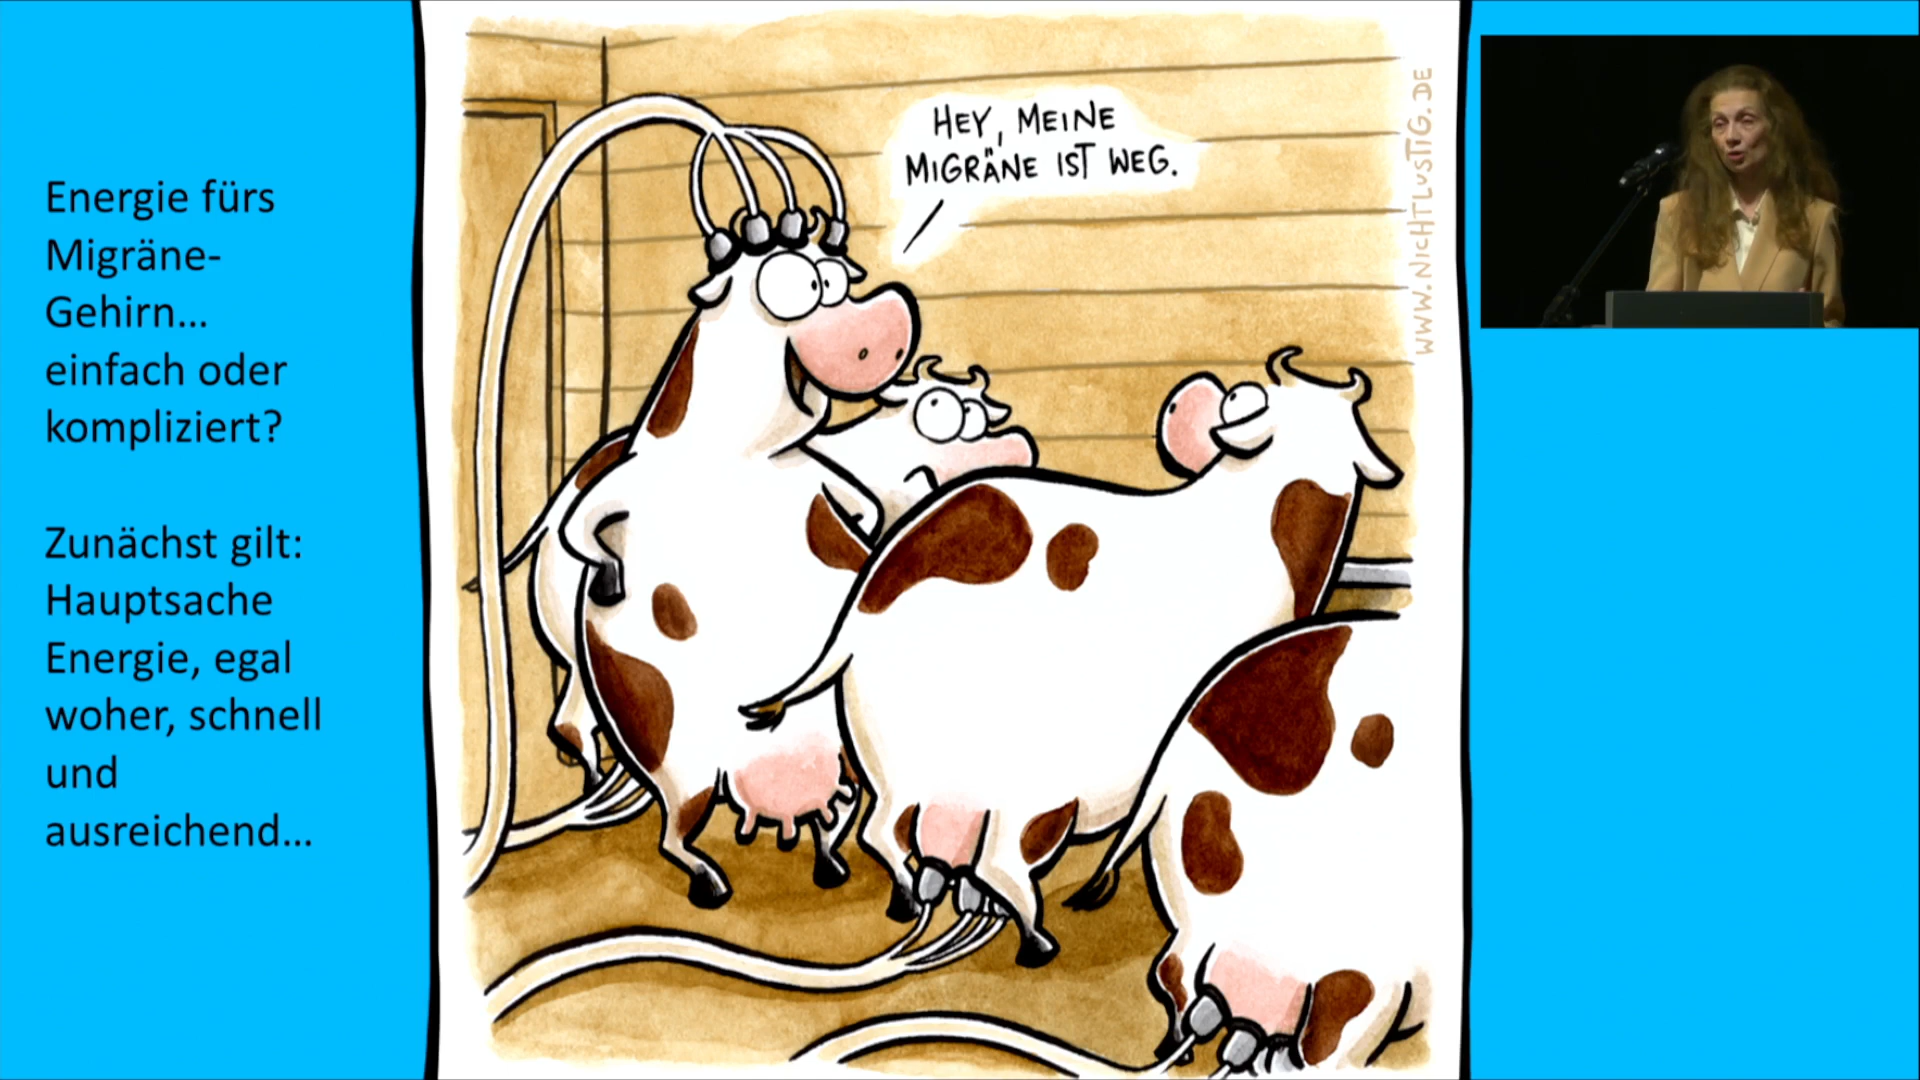 Energie fürs
Migräne-
Gehirn...
einfach oder
kompliziert?
Zunächst gilt:
Hauptsache
Energie, egal
woher, schnell
und
ausreichend...
HEY, MEINE
MIGRÄNE IST WEG.
WWW.NICHTLUSTIG.DE